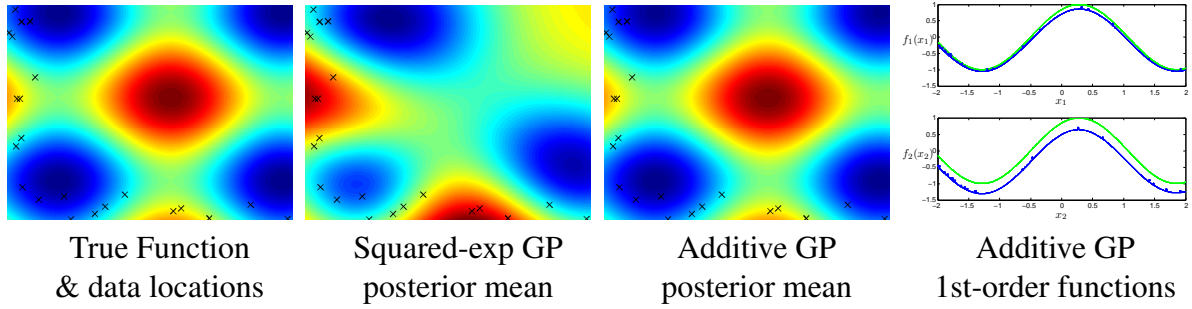 1
0.5
0
−0.5
−1
f₁(x₁)
−2 −1.5 −1 −0.5 0 0.5 1 1.5 2
x₁
1
0.5
0
−0.5
−1
f₂(x₂)
−2 −1.5 −1 −0.5 0 0.5 1 1.5 2
x₂
True Function
& data locations
Squared-exp GP
posterior mean
Additive GP
posterior mean
Additive GP
1st-order functions